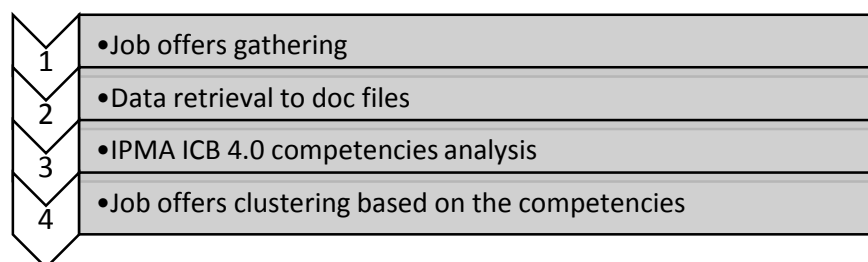 1 •Job offers gathering
2 •Data retrieval to doc files
3 •IPMA ICB 4.0 competencies analysis
4 •Job offers clustering based on the competencies